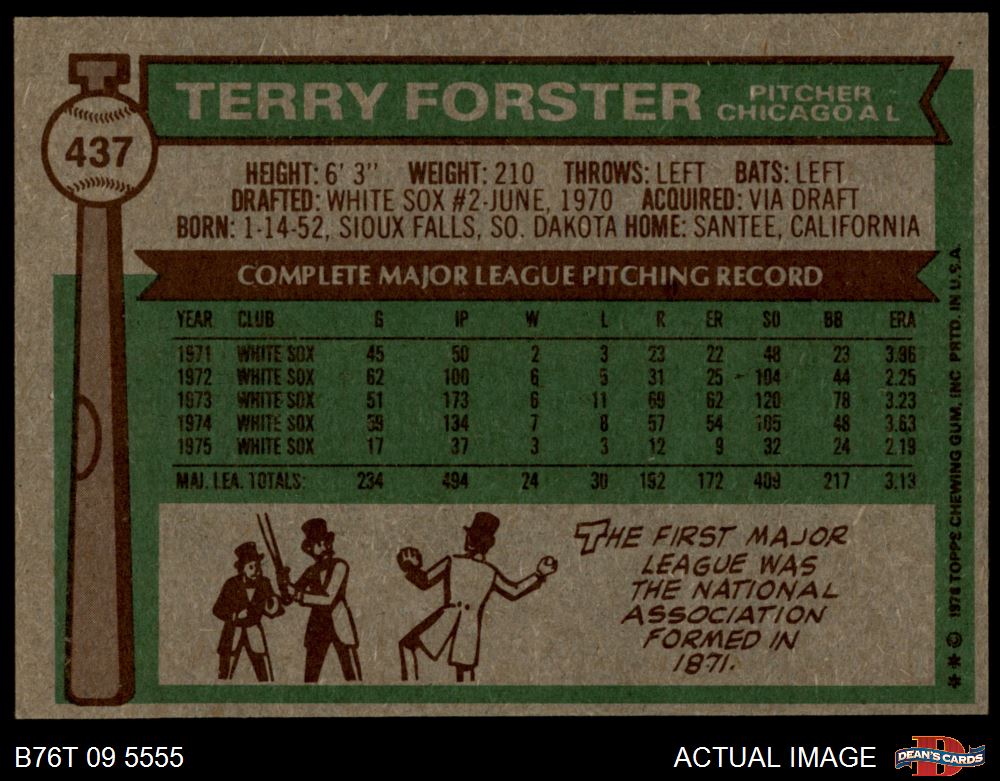 437
TERRY FORSTER
PITCHER
CHICAGO A L
HEIGHT: 6' 3" WEIGHT: 210 THROWS: LEFT BATS: LEFT
DRAFTED: WHITE SOX #2-JUNE, 1970 ACQUIRED: VIA DRAFT
BORN: 1-14-52, SIOUX FALLS, SO. DAKOTA HOME: SANTEE, CALIFORNIA
COMPLETE MAJOR LEAGUE PITCHING RECORD
YEAR CLUB G IP W L R ER SO BB ERA
1971 WHITE SOX 45 50 2 3 23 22 48 23 3.96
1972 WHITE SOX 62 100 6 5 31 25 104 44 2.25
1973 WHITE SOX 51 173 6 11 69 62 120 78 3.23
1974 WHITE SOX 59 134 7 8 57 54 105 48 3.63
1975 WHITE SOX 17 37 3 3 12 9 32 24 2.19
MAJ. LEA. TOTALS: 234 494 24 30 192 172 409 217 3.13
THE FIRST MAJOR
LEAGUE WAS
THE NATIONAL
ASSOCIATION
FORMED IN
1871.
** © 1976 TOPPS CHEWING GUM, INC PRTD. IN U.S.A.
B76T 09 5555
ACTUAL IMAGE
D
DEAN'S CARDS